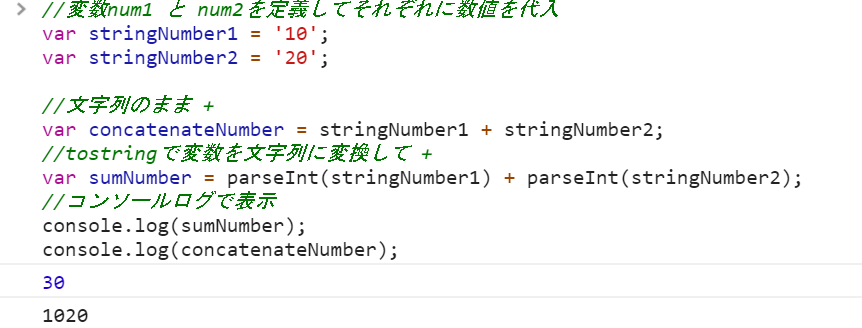 > //変数num1 と num2を定義してそれぞれに数値を代入
var stringNumber1 = '10';
var stringNumber2 = '20';
//文字列のまま +
var concatenateNumber = stringNumber1 + stringNumber2;
//tostringで変数を文字列に変換して +
var sumNumber = parseInt(stringNumber1) + parseInt(stringNumber2);
//コンソールログで表示
console.log(sumNumber);
console.log(concatenateNumber);
30
1020